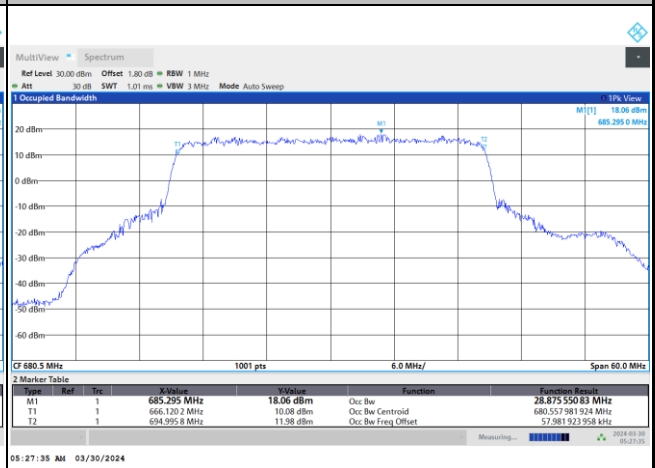 MultiView Spectrum
Ref Level 30.00 dBm Offset 1.80 dB RBW 1 MHz
Att 30 dB SWT 1.01 ms VBW 3 MHz Mode Auto Sweep
1 Occupied Bandwidth 1Pk View
M1[1] 18.06 dBm
685.295 0 MHz
M1
20 dBm
T1
T2
10 dBm
0 dBm
-10 dBm
-20 dBm
-30 dBm
-40 dBm
-50 dBm
-60 dBm
CF 680.5 MHz 1001 pts 6.0 MHz/ Span 60.0 MHz
2 Marker Table
Type Ref Trc X-Value Y-Value Function Function Result
M1 1 685.295 MHz 18.06 dBm Occ Bw 28.875 550 83 MHz
T1 1 666.120 2 MHz 10.08 dBm Occ Bw Centroid 680.557 981 924 MHz
T2 1 694.995 8 MHz 11.98 dBm Occ Bw Freq Offset 57.981 923 958 kHz
Measuring... 2024-03-30
05:27:35
05:27:35 AM 03/30/2024